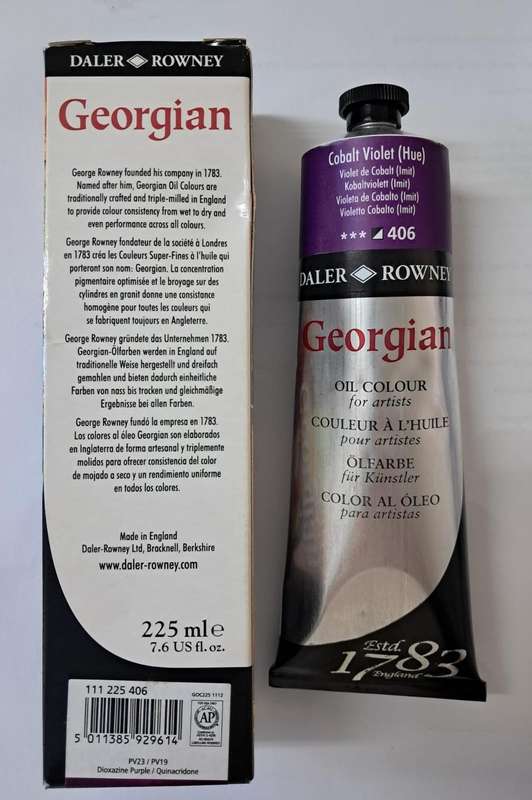 DALER ROWNEY
Georgian
George Rowney founded his company in 1783.
Named after him, Georgian Oil Colours are
traditionally crafted and triple-milled in England
to provide colour consistency from wet to dry and
even performance across all colours.
George Rowney fondateur de la société à Londres
en 1783 créa les Couleurs Super-Fines à l'huile qui
porteront son nom: Georgian. La concentration
pigmentaire optimisée et le broyage sur des
cylindres en granit donne une consistance
homogène pour toutes les couleurs qui
se fabriquent toujours en Angleterre.
George Rowney gründete das Unternehmen 1783.
Georgian-Ölfarben werden in England auf
traditionelle Weise hergestellt und dreifach
gemahlen und bieten dadurch einheitliche
Farben von nass bis trocken und gleichmäßige
Ergebnisse bei allen Farben.
George Rowney fundó la empresa en 1783.
Los colores al óleo Georgian son elaborados
en Inglaterra de forma artesanal y triplemente
molidos para ofrecer consistencia del color
de mojado a seco y un rendimiento uniforme
en todos los colores.
Made in England
Daler-Rowney Ltd, Bracknell, Berkshire
www.daler-rowney.com
225 ml e
7.6 US fl. oz.
111 225 406
GOC225 1112
AP
5 011385 929614
PV23 / PV19
Dioxazine Purple / Quinacridone
Cobalt Violet (Hue)
Violet de Cobalt (Imit)
Kobaltviolett (Imit)
Violeta de Cobalto (Imit)
Violetto Cobalto (Imit)
*** 406
DALER ROWNEY
Georgian
OIL COLOUR
for artists
COULEUR À L'HUILE
pour artistes
ÖLFARBE
für Künstler
COLOR AL ÓLEO
para artistas
Estd.
1783
England